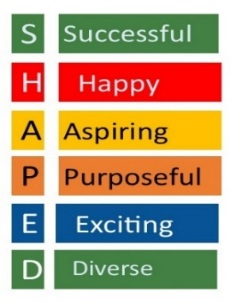 S Successful
H Happy
A Aspiring
P Purposeful
E Exciting
D Diverse